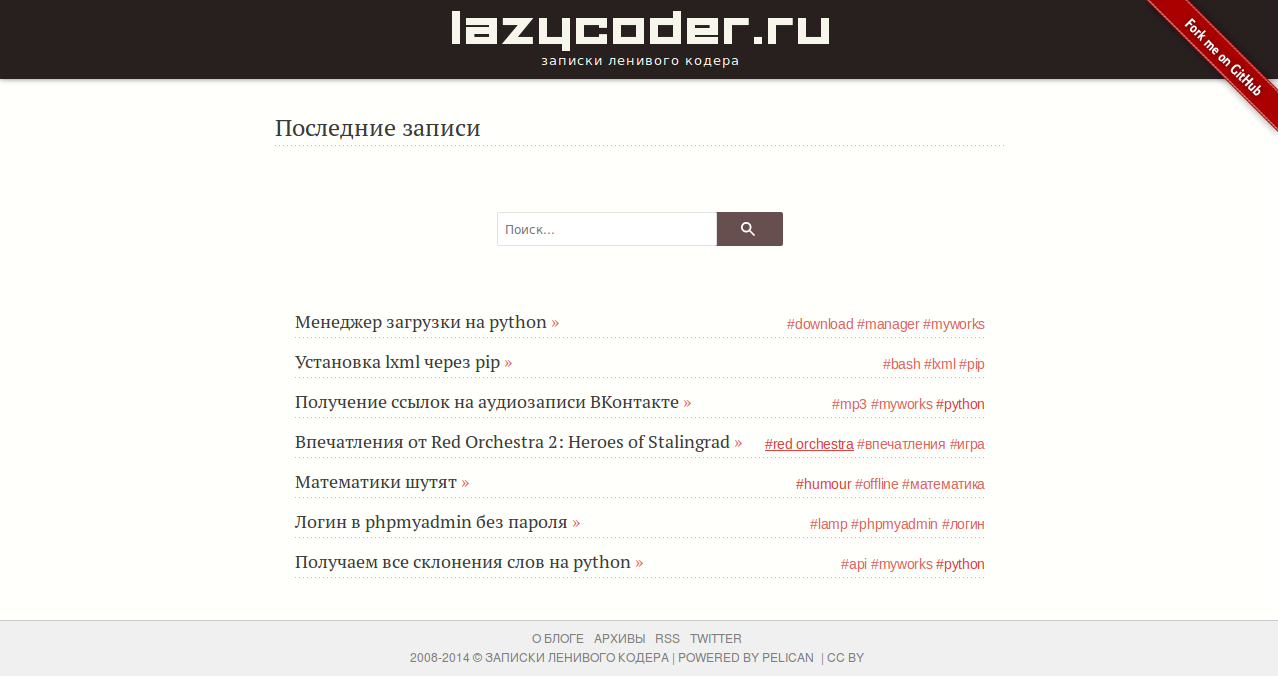 lazycoder.ru
записки ленивого кодера
Fork me on GitHub
Последние записи
Поиск...
Менеджер загрузки на python » #download #manager #myworks
Установка lxml через pip » #bash #lxml #pip
Получение ссылок на аудиозаписи ВКонтакте » #mp3 #myworks #python
Впечатления от Red Orchestra 2: Heroes of Stalingrad » #red orchestra #впечатления #игра
Математики шутят » #humour #offline #математика
Логин в phpmyadmin без пароля » #lamp #phpmyadmin #логин
Получаем все склонения слов на python » #api #myworks #python
О БЛОГЕ АРХИВЫ RSS TWITTER
2008-2014 © ЗАПИСКИ ЛЕНИВОГО КОДЕРА | POWERED BY PELICAN | CC BY